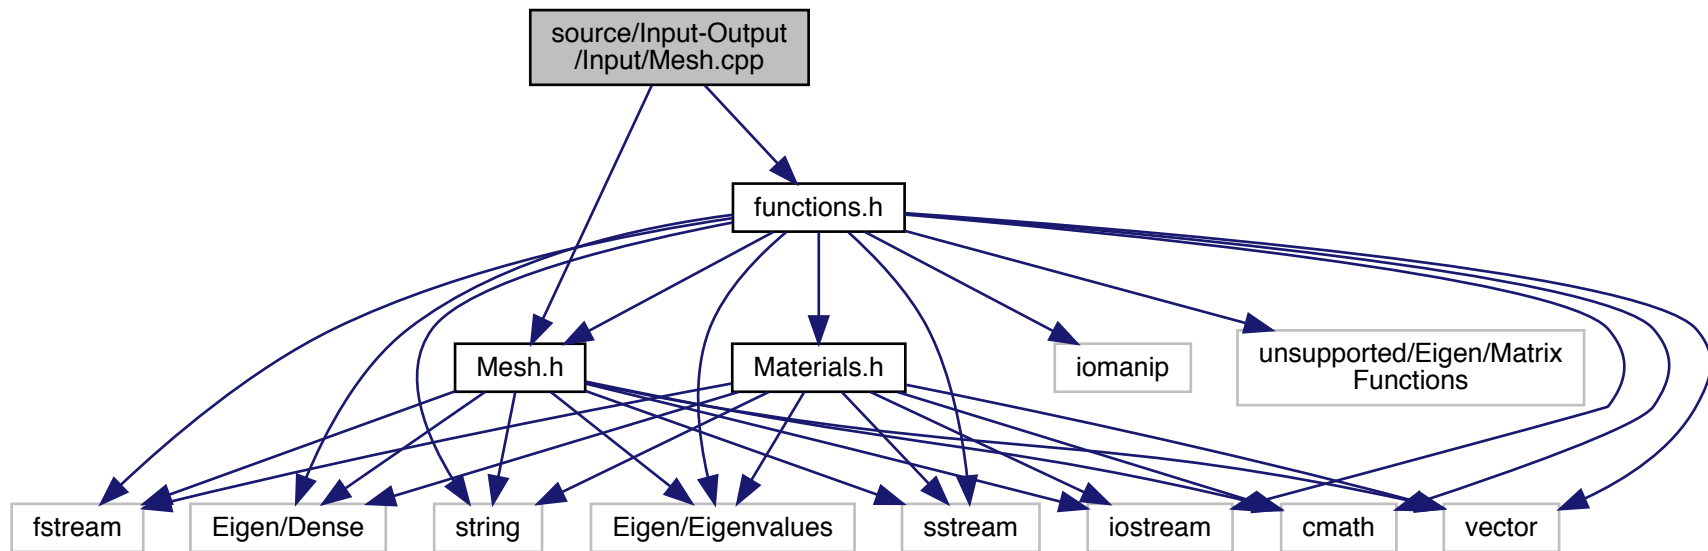 source/Input-Output
/Input/Mesh.cpp
functions.h
Mesh.h
Materials.h
iomanip
unsupported/Eigen/Matrix
Functions
fstream
Eigen/Dense
string
Eigen/Eigenvalues
sstream
iostream
cmath
vector